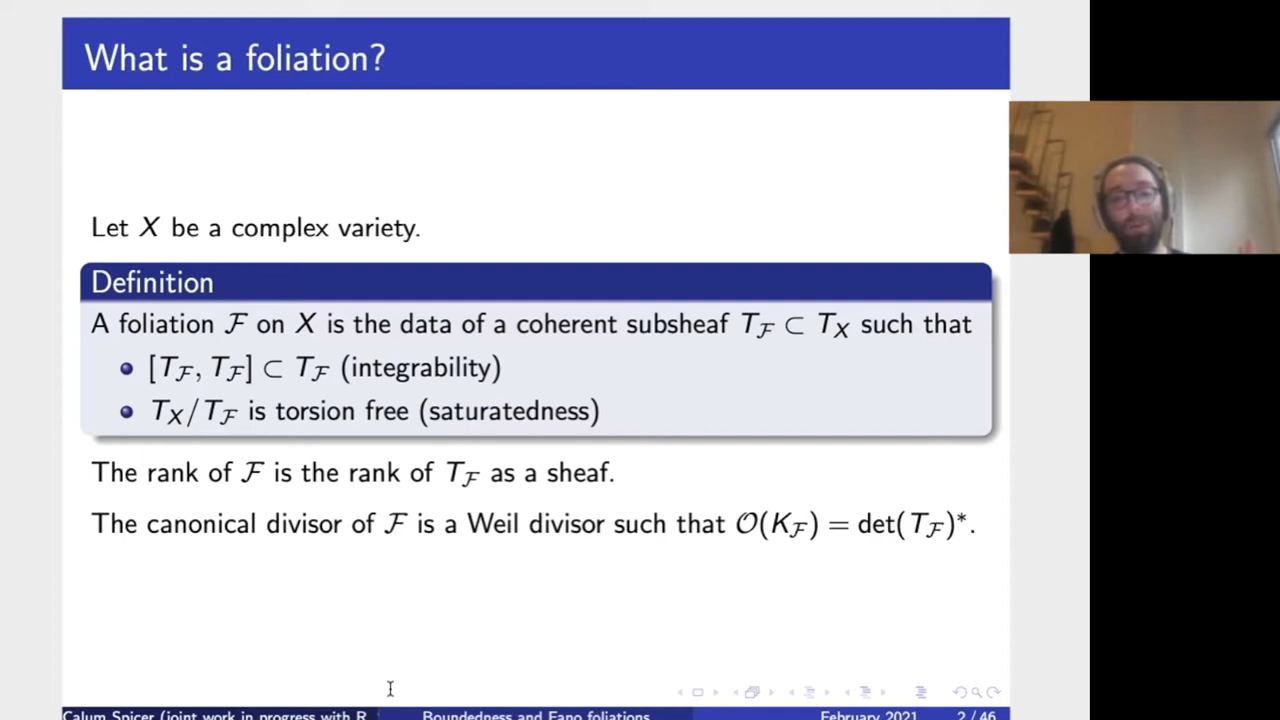 What is a foliation?
Let X be a complex variety.
Definition
A foliation ℱ on X is the data of a coherent subsheaf T_ℱ ⊂ T_X such that
[T_ℱ, T_ℱ] ⊂ T_ℱ (integrability)
T_X/T_ℱ is torsion free (saturatedness)
The rank of ℱ is the rank of T_ℱ as a sheaf.
The canonical divisor of ℱ is a Weil divisor such that 𝒪(K_ℱ) = det(T_ℱ)*.
Calum Spicer (joint work in progress with R. Boundedness and Fano foliations February 2021 2 / 46